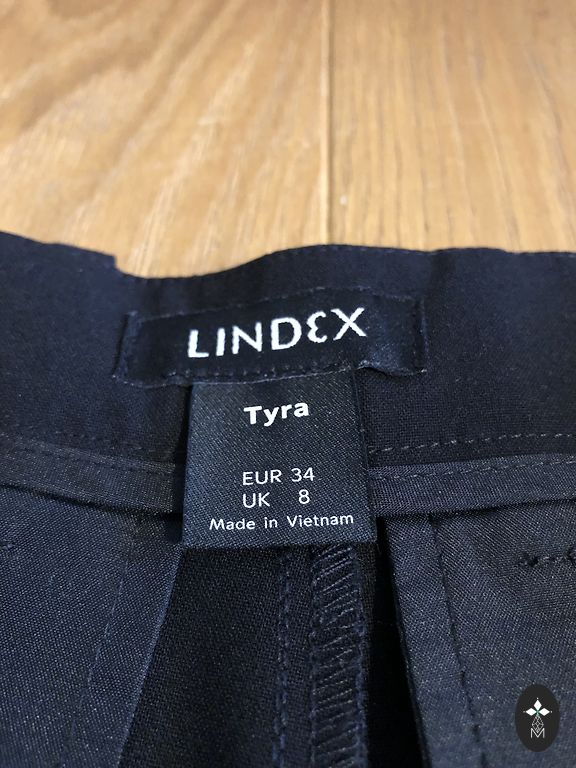 LINDEX
Tyra
EUR 34
UK 8
Made in Vietnam
M